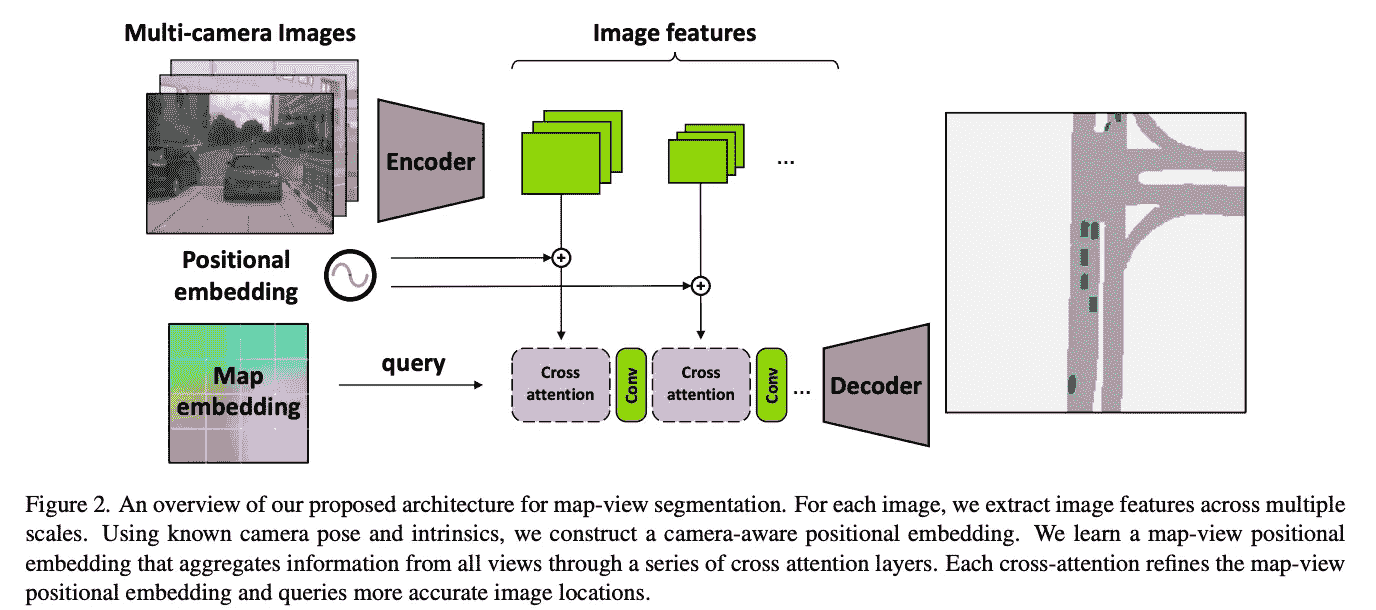 Multi-camera Images
Image features
Encoder
...
Positional
embedding
query
Map
embedding
Cross
attention
Conv
Cross
attention
Conv
...
Decoder
Figure 2. An overview of our proposed architecture for map-view segmentation. For each image, we extract image features across multiple
scales. Using known camera pose and intrinsics, we construct a camera-aware positional embedding. We learn a map-view positional
embedding that aggregates information from all views through a series of cross attention layers. Each cross-attention refines the map-view
positional embedding and queries more accurate image locations.